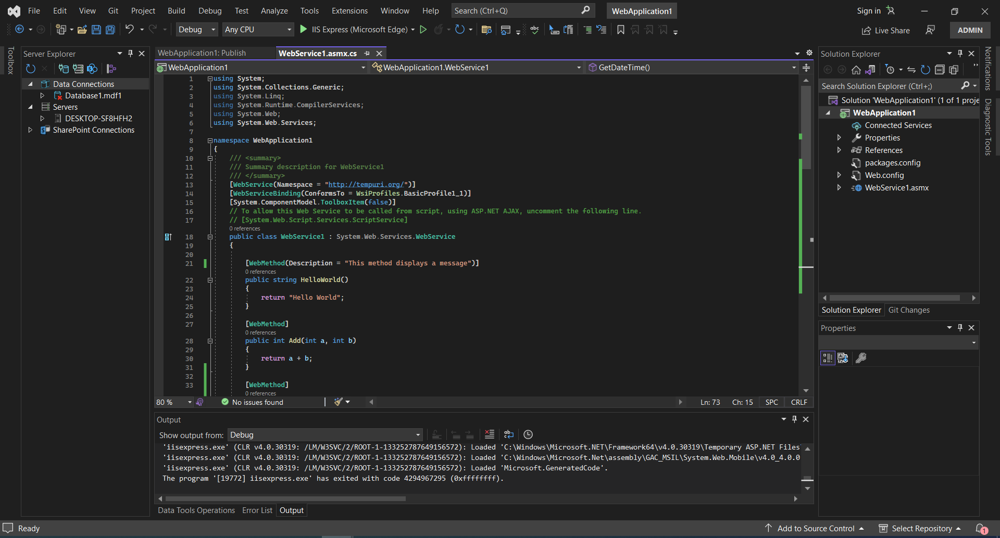 File Edit View Git Project Build Debug Test Analyze Tools Extensions Window Help Search (Ctrl+Q) WebApplication1 Sign in
Debug Any CPU IIS Express (Microsoft Edge) abc Live Share ADMIN
Toolbox
Server Explorer
Data Connections
Database1.mdf1
Servers
DESKTOP-SF8HFH2
SharePoint Connections
WebApplication1: Publish WebService1.asmx.cs
WebApplication1 WebApplication1.WebService1 GetDateTime()
1 using System;
2 using System.Collections.Generic;
3 using System.Linq;
4 using System.Runtime.CompilerServices;
5 using System.Web;
6 using System.Web.Services;
7
8 namespace WebApplication1
9 {
10 /// <summary>
11 /// Summary description for WebService1
12 /// </summary>
13 [WebService(Namespace = "http://tempuri.org/")]
14 [WebServiceBinding(ConformsTo = WsiProfiles.BasicProfile1_1)]
15 [System.ComponentModel.ToolboxItem(false)]
16 // To allow this Web Service to be called from script, using ASP.NET AJAX, uncomment the following line.
17 // [System.Web.Script.Services.ScriptService]
0 references
18 public class WebService1 : System.Web.Services.WebService
19 {
20
21 [WebMethod(Description = "This method displays a message")]
0 references
22 public string HelloWorld()
23 {
24 return "Hello World";
25 }
26
27 [WebMethod]
0 references
28 public int Add(int a, int b)
29 {
30 return a + b;
31 }
32
33 [WebMethod]
0 references
80 % No issues found Ln: 73 Ch: 15 SPC CRLF
Output
Show output from: Debug
'iisexpress.exe' (CLR v4.0.30319: /LM/W3SVC/2/ROOT-1-133252787649156572): Loaded 'C:\Windows\Microsoft.NET\Framework64\v4.0.30319\Temporary ASP.NET Files
'iisexpress.exe' (CLR v4.0.30319: /LM/W3SVC/2/ROOT-1-133252787649156572): Loaded 'C:\Windows\Microsoft.Net\assembly\GAC_MSIL\System.Web.Mobile\v4.0_4.0.0
'iisexpress.exe' (CLR v4.0.30319: /LM/W3SVC/2/ROOT-1-133252787649156572): Loaded 'Microsoft.GeneratedCode'.
The program '[19772] iisexpress.exe' has exited with code 4294967295 (0xffffffff).
Data Tools Operations Error List Output
Solution Explorer
Search Solution Explorer (Ctrl+;)
Solution 'WebApplication1' (1 of 1 proje
WebApplication1
Connected Services
Properties
References
packages.config
Web.config
WebService1.asmx
Solution Explorer Git Changes
Properties
Notifications
Diagnostic Tools
Ready Add to Source Control Select Repository 1